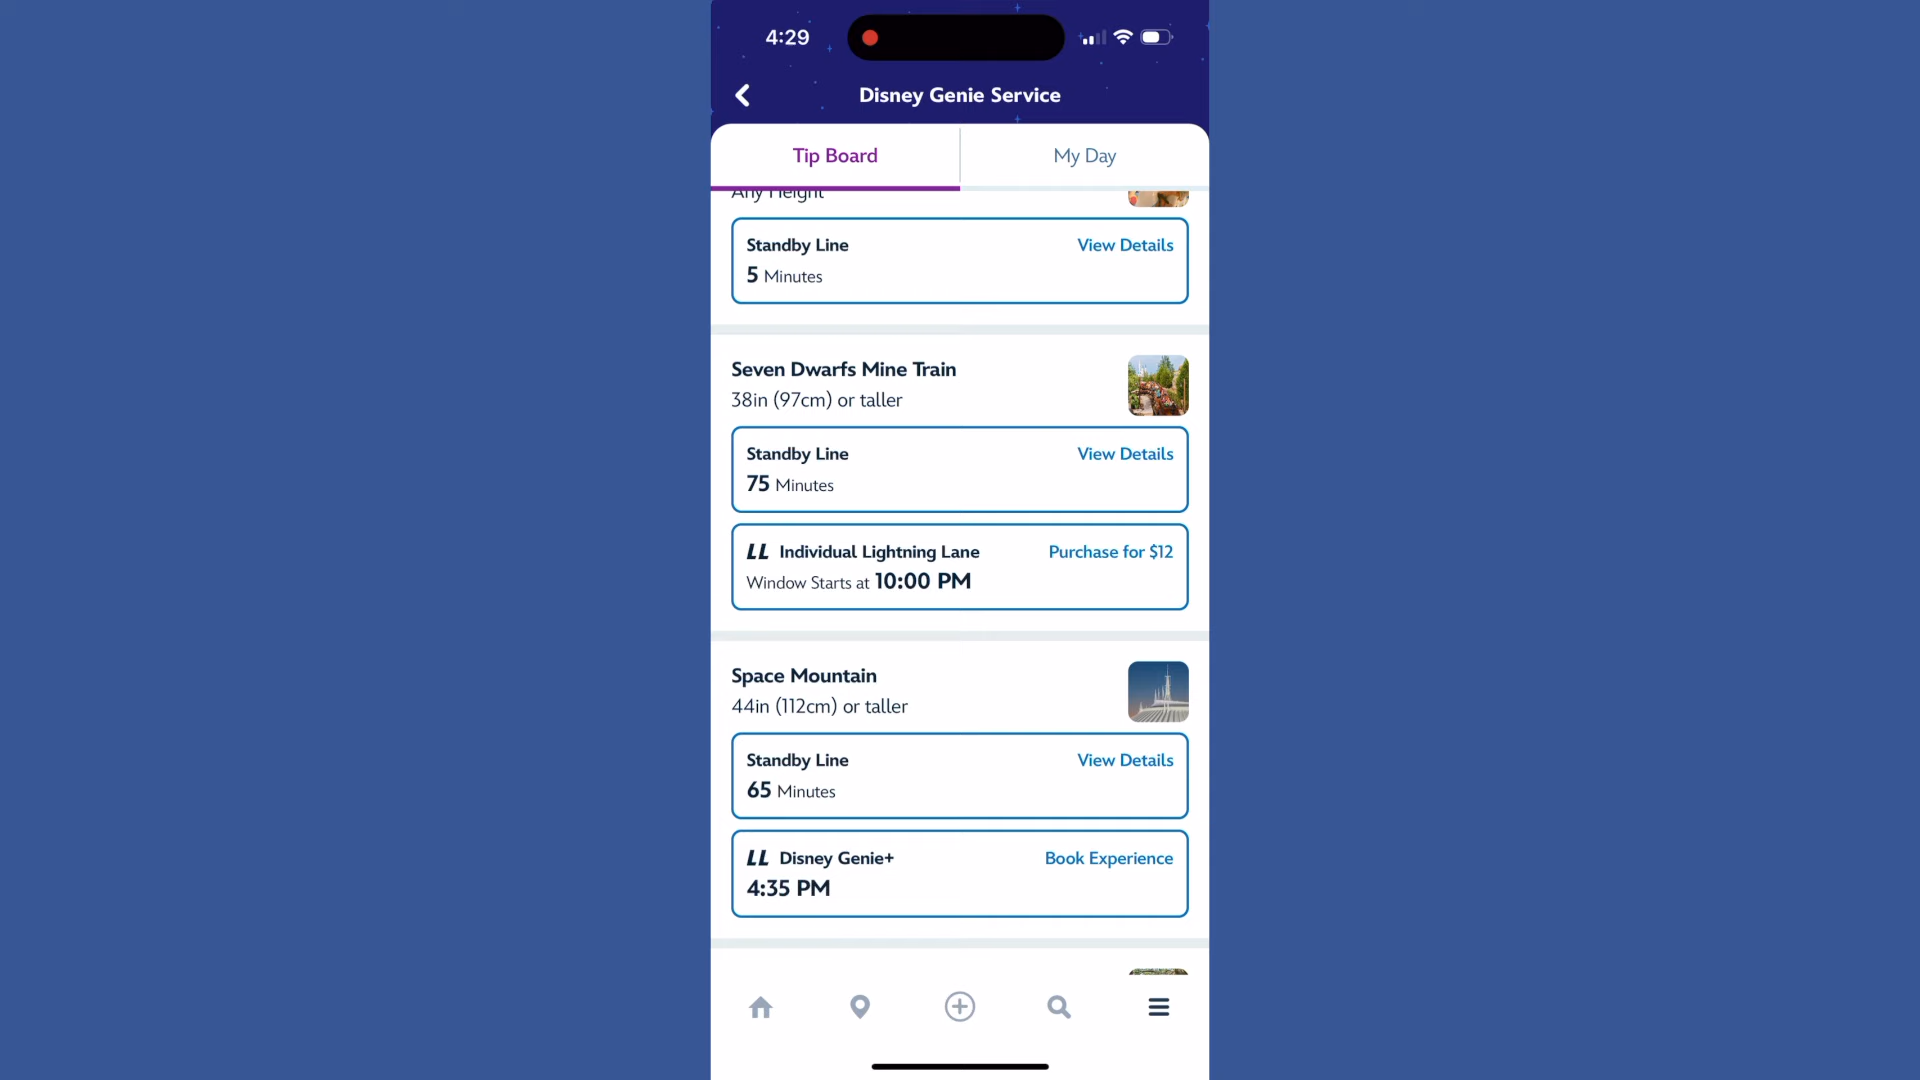 4:29
Disney Genie Service
Tip Board
My Day
Any Height
Standby Line
View Details
5 Minutes
Seven Dwarfs Mine Train
38in (97cm) or taller
Standby Line
View Details
75 Minutes
LL Individual Lightning Lane
Purchase for $12
Window Starts at 10:00 PM
Space Mountain
44in (112cm) or taller
Standby Line
View Details
65 Minutes
LL Disney Genie+
Book Experience
4:35 PM